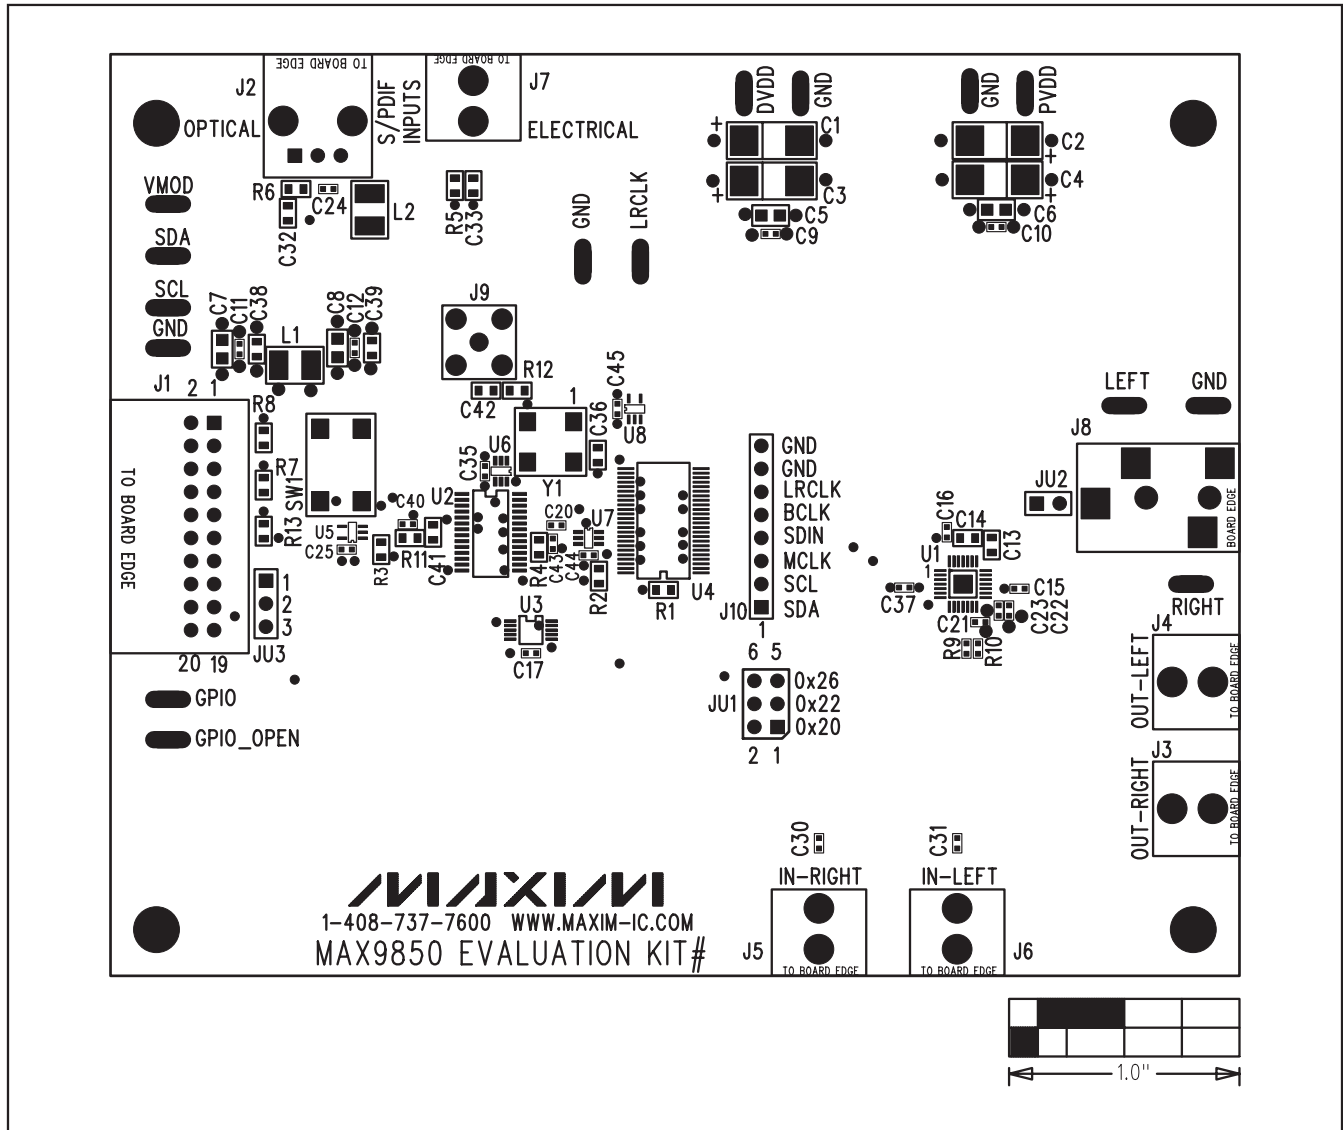 TO BOARD EDGE
J2
S/PDIF
INPUTS
OPTICAL
TO BOARD EDGE
J7
ELECTRICAL
DVDD
GND
GND
PVDD
+
C1
C2
+
C3
+
C4
+
C5
C9
C6
C10
VMOD
SDA
SCL
GND
R6
C24
C32
L2
R5
C33
GND
LRCLK
C7
C11
C38
L1
C8
C12
C39
J9
R12
C42
C45
U8
J1
2 1
R8
R7
R13
SW1
TO BOARD EDGE
20 19
1
2
3
JU3
U5
C25
R3
C40
R11
C41
U2
C35
U6
1
Y1
C36
C20
U7
R4
C43
C44
R2
U3
C17
R1
U4
GND
GND
LRCLK
BCLK
SDIN
MCLK
SCL
SDA
J10
1
6 5
JU1
0x26
0x22
0x20
2 1
LEFT
GND
J8
JU2
BOARD EDGE
C16
C14
C13
U1
1
C37
C15
C21
C23
C22
R9
R10
RIGHT
J4
OUT-LEFT
TO BOARD EDGE
J3
OUT-RIGHT
TO BOARD EDGE
GPIO
GPIO_OPEN
C30
C31
IN-RIGHT
IN-LEFT
J5
J6
TO BOARD EDGE
TO BOARD EDGE
MAXIM
1-408-737-7600 WWW.MAXIM-IC.COM
MAX9850 EVALUATION KIT#
1.0"